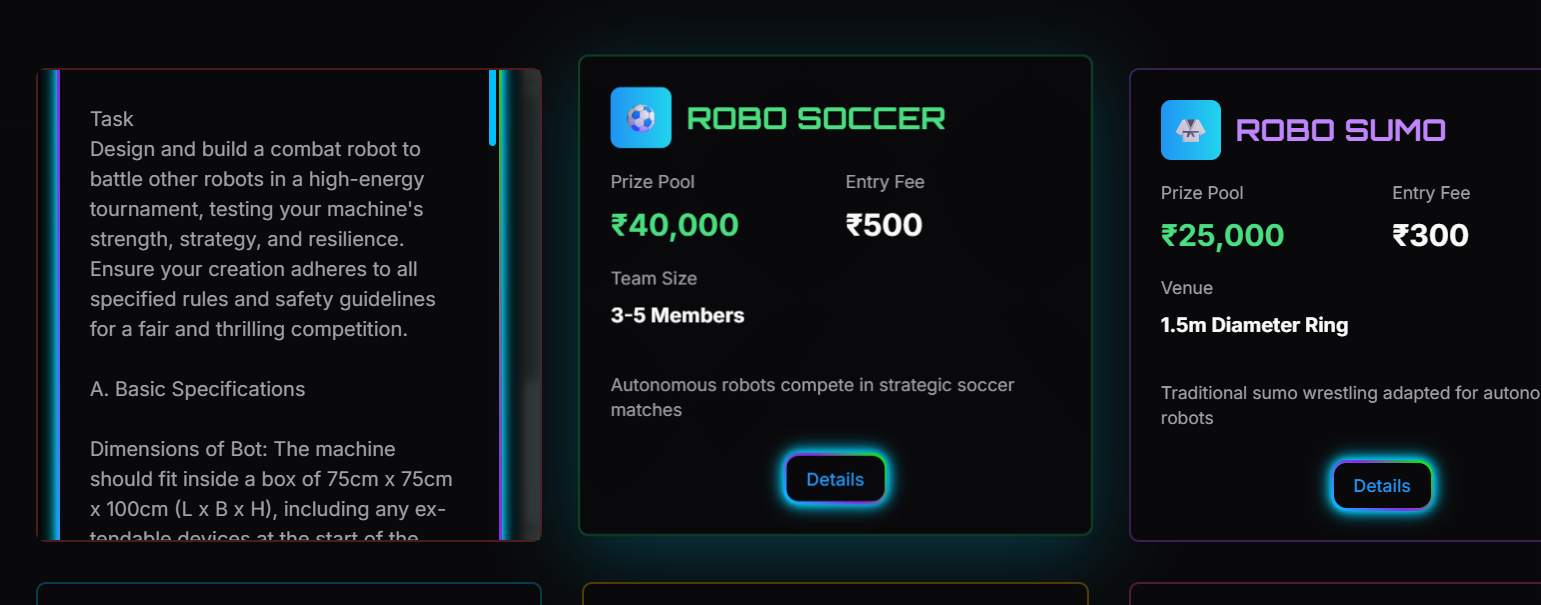 Task
Design and build a combat robot to
battle other robots in a high-energy
tournament, testing your machine's
strength, strategy, and resilience.
Ensure your creation adheres to all
specified rules and safety guidelines
for a fair and thrilling competition.
A. Basic Specifications
Dimensions of Bot: The machine
should fit inside a box of 75cm x 75cm
x 100cm (L x B x H), including any ex-
tendable devices at the start of the
ROBO SOCCER
Prize Pool
Entry Fee
₹40,000
₹500
Team Size
3-5 Members
Autonomous robots compete in strategic soccer
matches
Details
ROBO SUMO
Prize Pool
Entry Fee
₹25,000
₹300
Venue
1.5m Diameter Ring
Traditional sumo wrestling adapted for autono
robots
Details